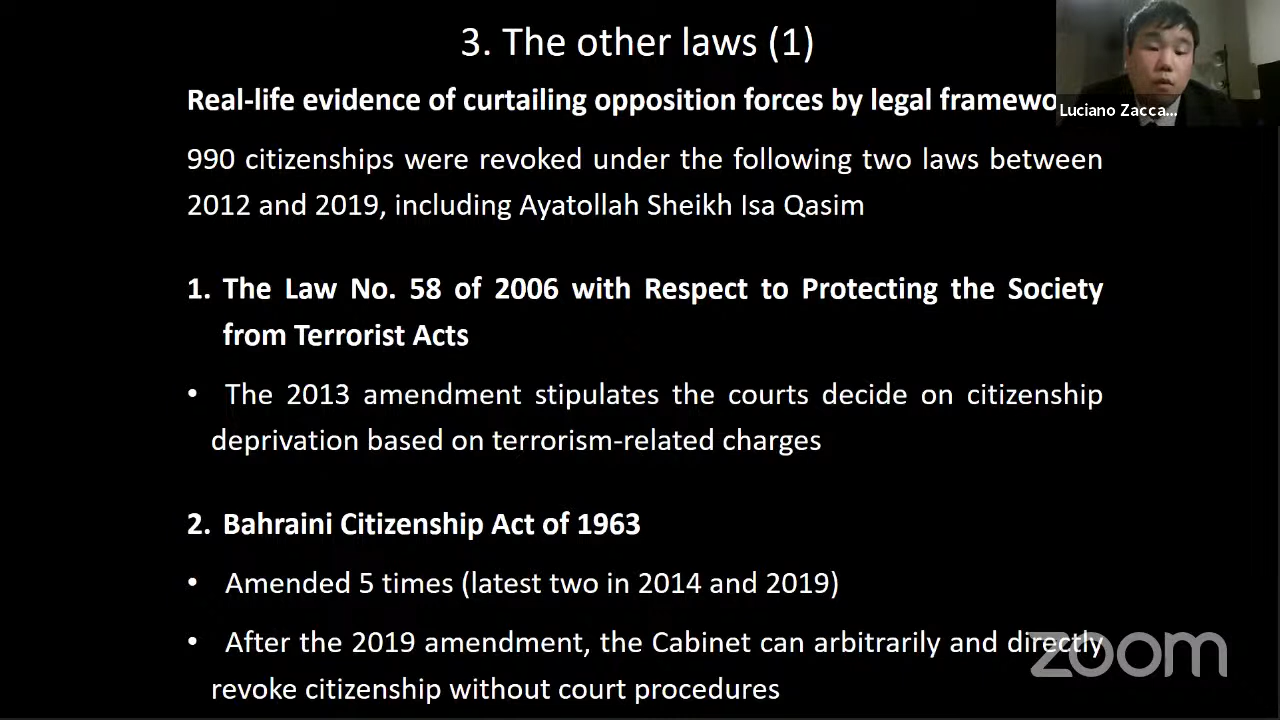 3. The other laws (1)
Real-life evidence of curtailing opposition forces by legal framewo
Luciano Zacca...
990 citizenships were revoked under the following two laws between
2012 and 2019, including Ayatollah Sheikh Isa Qasim
1. The Law No. 58 of 2006 with Respect to Protecting the Society
from Terrorist Acts
• The 2013 amendment stipulates the courts decide on citizenship
deprivation based on terrorism-related charges
2. Bahraini Citizenship Act of 1963
• Amended 5 times (latest two in 2014 and 2019)
• After the 2019 amendment, the Cabinet can arbitrarily and directly
revoke citizenship without court procedures
zoom